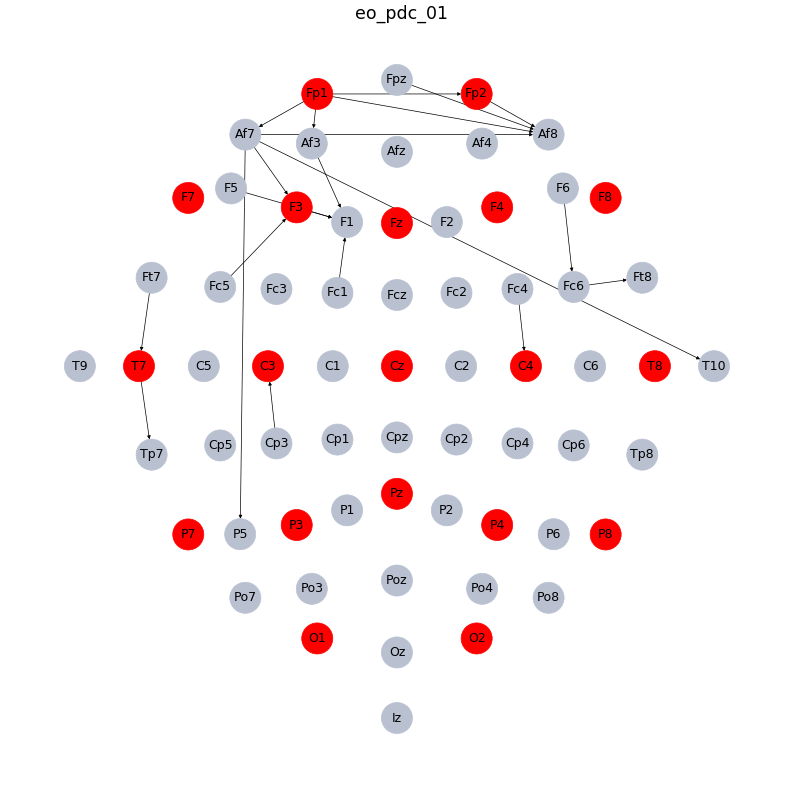 eo_pdc_01
Fpz
Fp1 Fp2
Af7 Af3 Afz Af4 Af8
F7 F5 F3 F1 Fz F2 F4 F6 F8
Ft7 Fc5 Fc3 Fc1 Fcz Fc2 Fc4 Fc6 Ft8
T9 T7 C5 C3 C1 Cz C2 C4 C6 T8 T10
Tp7 Cp5 Cp3 Cp1 Cpz Cp2 Cp4 Cp6 Tp8
P7 P5 P3 P1 Pz P2 P4 P6 P8
Po7 Po3 Poz Po4 Po8
O1 Oz O2
Iz